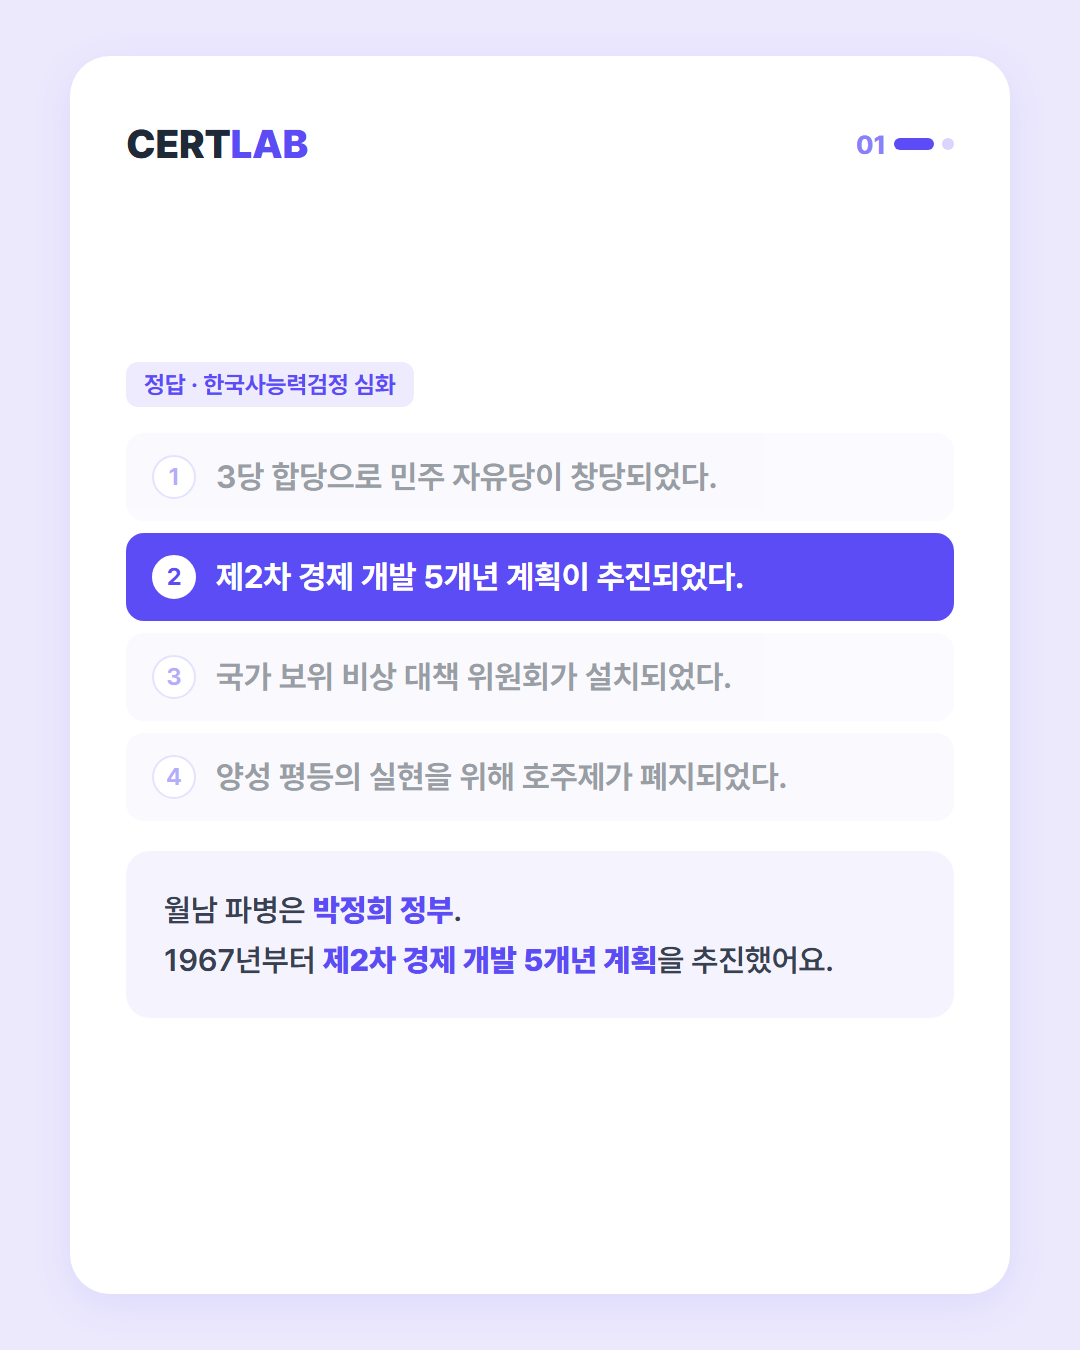 CERTLAB
01
정답 · 한국사능력검정 심화
1 3당 합당으로 민주 자유당이 창당되었다.
2 제2차 경제 개발 5개년 계획이 추진되었다.
3 국가 보위 비상 대책 위원회가 설치되었다.
4 양성 평등의 실현을 위해 호주제가 폐지되었다.
월남 파병은 박정희 정부.
1967년부터 제2차 경제 개발 5개년 계획을 추진했어요.